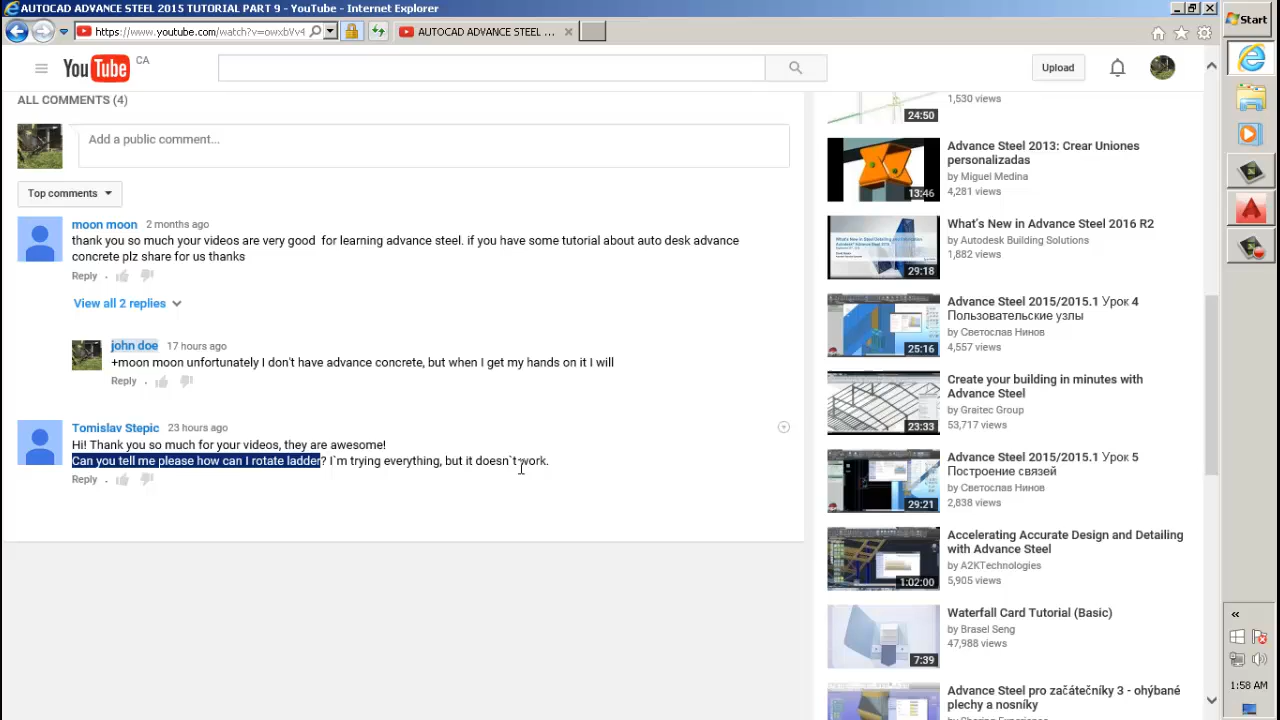 AUTOCAD ADVANCE STEEL 2015 TUTORIAL PART 9 - Internet Explorer
https://www.youtube.com/watch?v=owxbVv4
AUTOCAD ADVANCE STEEL ...
Start
YouTube CA
Upload
ALL COMMENTS (4)
Add a public comment...
Top comments
moon moon 2 months ago
thank you so much your videos are very good for learning advance steel. if you have some tutorial about auto desk advance
concrete plz share for us thanks
Reply
View all 2 replies
john doe 17 hours ago
+moon moon unfortunately I don't have advance concrete, but when I get my hands on it I will
Reply
Tomislav Stepic 23 hours ago
Hi! Thank you so much for your videos, they are awesome!
Can you tell me please how can I rotate ladder? I`m trying everything, but it doesn`t work.
Reply
1,530 views
24:50
Advance Steel 2013: Crear Uniones
personalizadas
by Miguel Medina
4,281 views
13:46
What's New in Advance Steel 2016 R2
by Autodesk Building Solutions
1,882 views
29:18
Advance Steel 2015/2015.1 Урок 4
Пользовательские узлы
by Светослав Нинов
4,557 views
25:16
Create your building in minutes with
Advance Steel
by Graitec Group
53,717 views
23:33
Advance Steel 2015/2015.1 Урок 5
Построение связей
by Светослав Нинов
2,838 views
29:21
Accelerating Accurate Design and Detailing
with Advance Steel
by A2KTechnologies
5,905 views
1:02:00
Waterfall Card Tutorial (Basic)
by Brasel Seng
47,988 views
7:39
Advance Steel pro začátečníky 3 - ohýbané
plechy a nosníky
1:58 AM